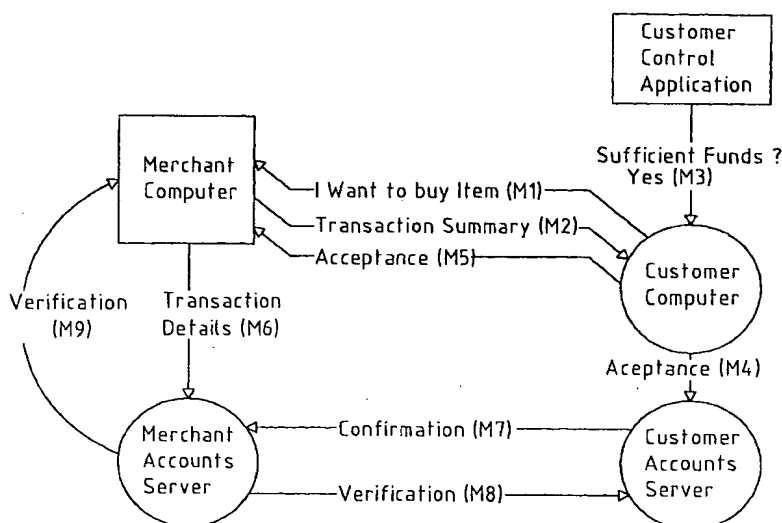 Customer
Control
Application
Sufficient Funds ?
Yes (M3)
Merchant
Computer
I Want to buy Item (M1)
Transaction Summary (M2)
Acceptance (M5)
Customer
Computer
Verification
(M9)
Transaction
Details (M6)
Aceptance (M4)
Merchant
Accounts
Server
Confirmation (M7)
Verification (M8)
Customer
Accounts
Server